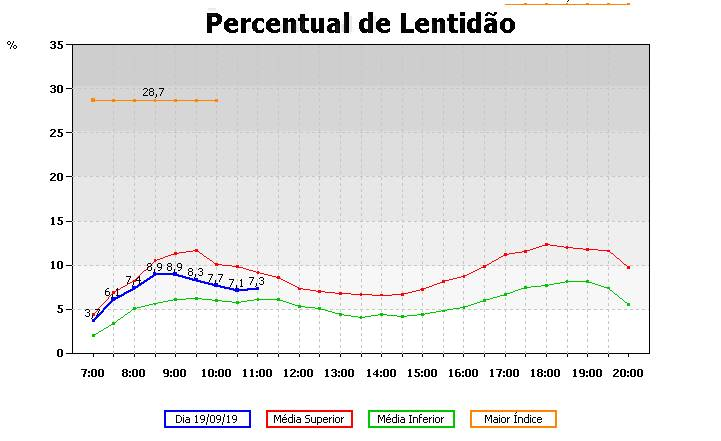 Percentual de Lentidão
%
35
30
28,7
25
20
15
10
8,9 8,9 8,3 7,7 7,1 7,3
7,4
5
0
7:00 8:00 9:00 10:00 11:00 12:00 13:00 14:00 15:00 16:00 17:00 18:00 19:00 20:00
Dia 19/09/19 Média Superior Média Inferior Maior Índice